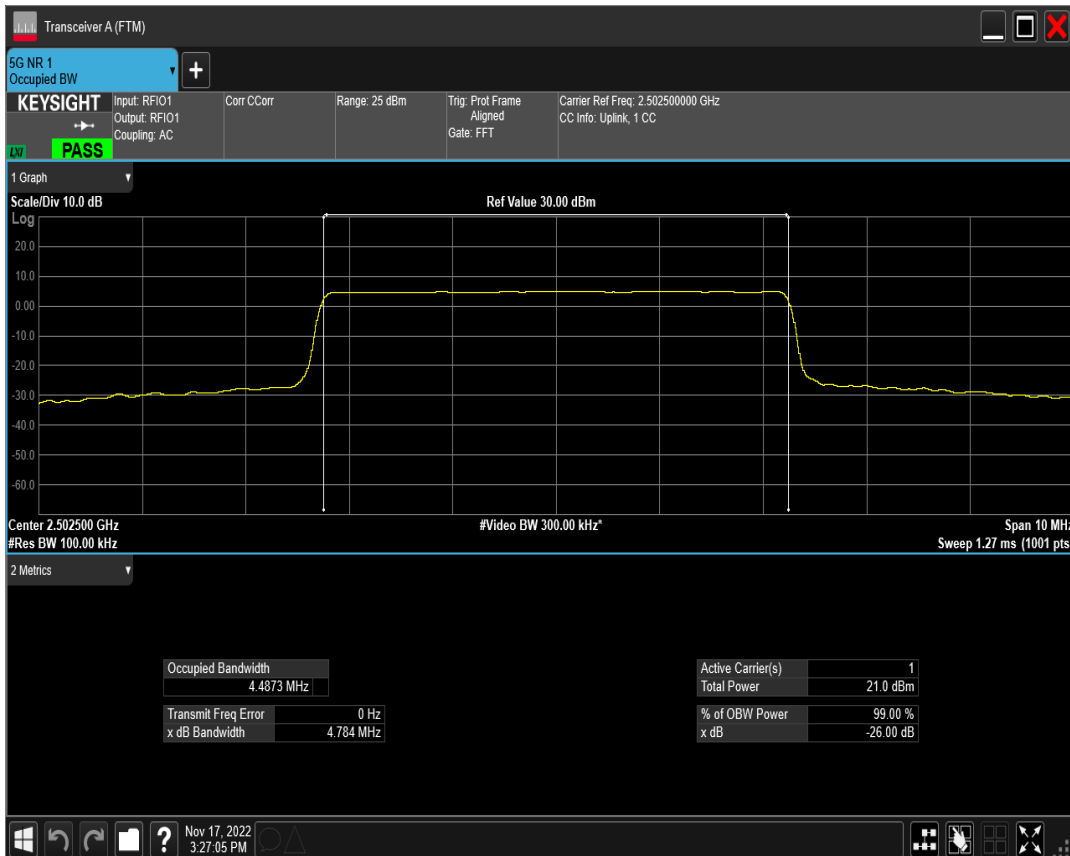 Transceiver A (FTM)
5G NR 1
Occupied BW
+
KEYSIGHT
LXI
PASS
Input: RFIO1
Output: RFIO1
Coupling: AC
Corr CCorr
Range: 25 dBm
Trig: Prot Frame
Aligned
Gate: FFT
Carrier Ref Freq: 2.502500000 GHz
CC Info: Uplink, 1 CC
1 Graph
Scale/Div 10.0 dB
Ref Value 30.00 dBm
Log
20.0
10.0
0.00
-10.0
-20.0
-30.0
-40.0
-50.0
-60.0
Center 2.502500 GHz
#Video BW 300.00 kHz*
Span 10 MHz
#Res BW 100.00 kHz
Sweep 1.27 ms (1001 pts
2 Metrics
Occupied Bandwidth
4.4873 MHz
Transmit Freq Error 0 Hz
x dB Bandwidth 4.784 MHz
Active Carrier(s) 1
Total Power 21.0 dBm
% of OBW Power 99.00 %
x dB -26.00 dB
?
Nov 17, 2022
3:27:05 PM